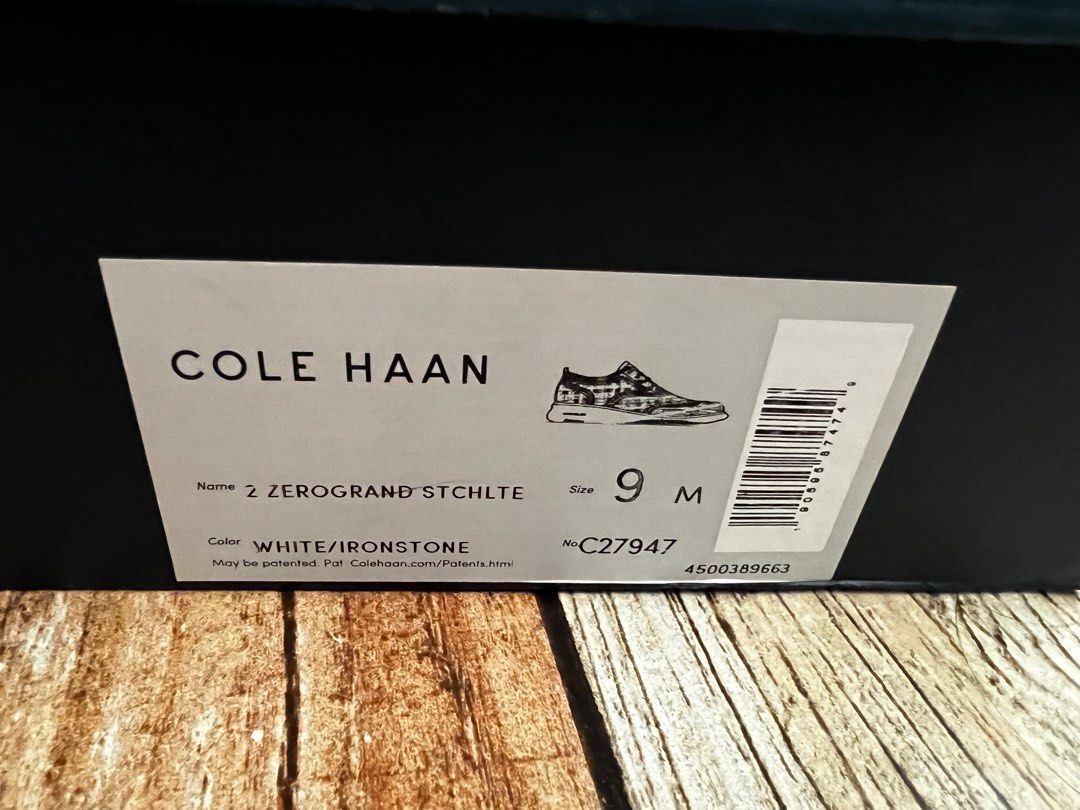 COLE HAAN
Name 2 ZEROGRAND STCHLTE
Size 9 M
Color WHITE/IRONSTONE
No C27947
May be patented. Pat Colehaan.com/Patents.html
4500389663